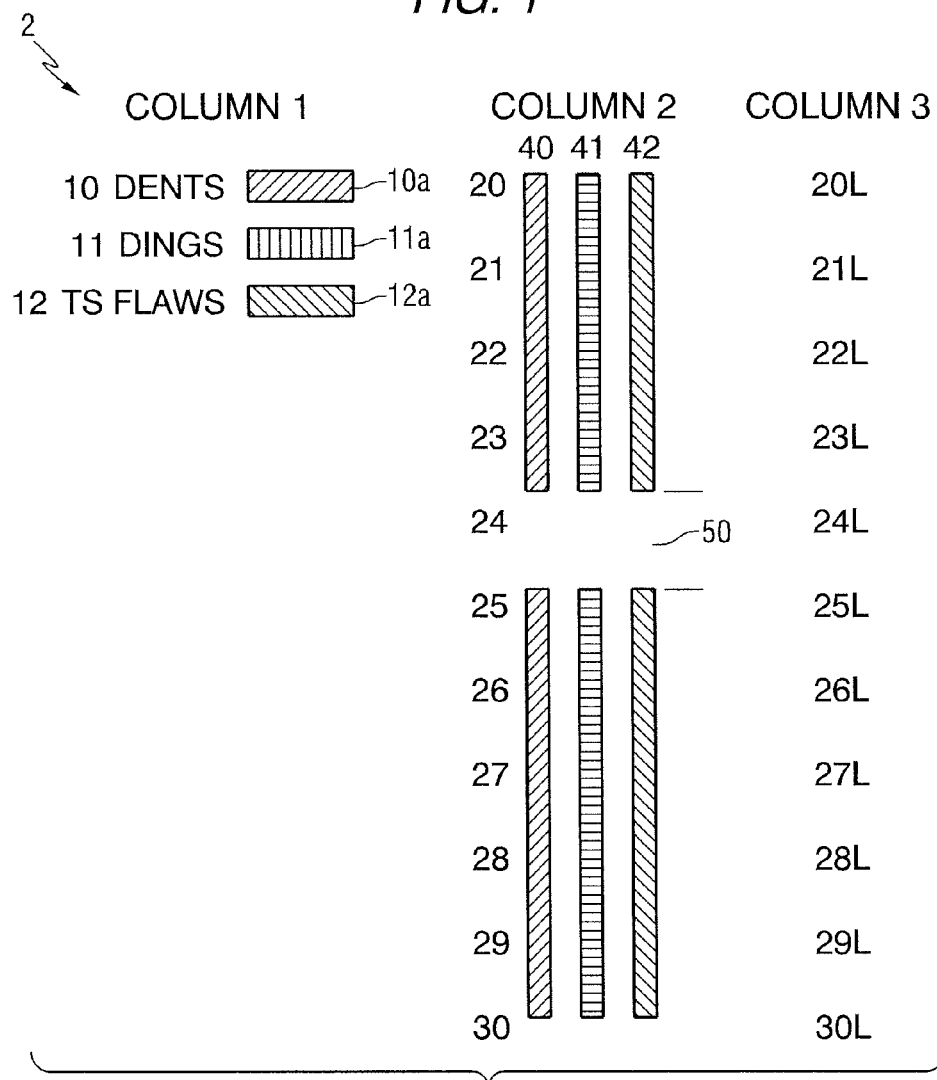 FIG. 1
2
COLUMN 1 COLUMN 2 COLUMN 3
40 41 42
10 DENTS 10a 20 20L
11 DINGS 11a 21 21L
12 TS FLAWS 12a
22 22L
23 23L
24 50 24L
25 25L
26 26L
27 27L
28 28L
29 29L
30 30L